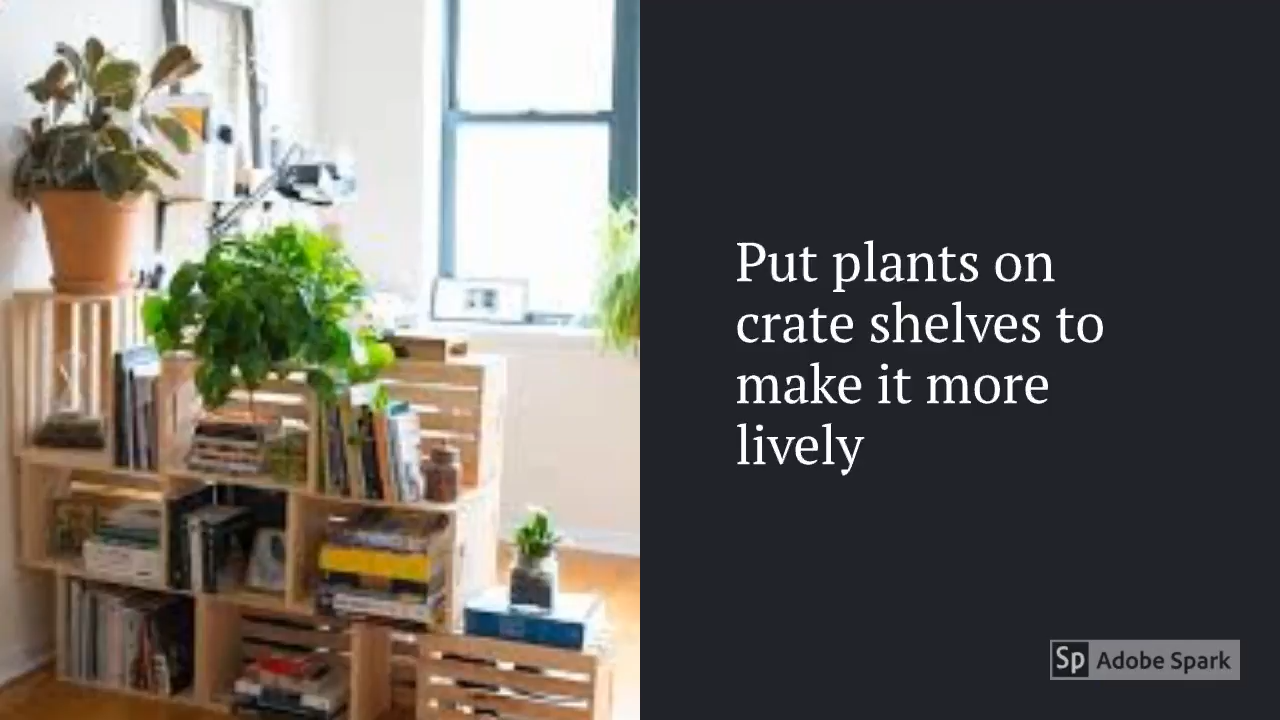 Put plants on
crate shelves to
make it more
lively
Sp Adobe Spark